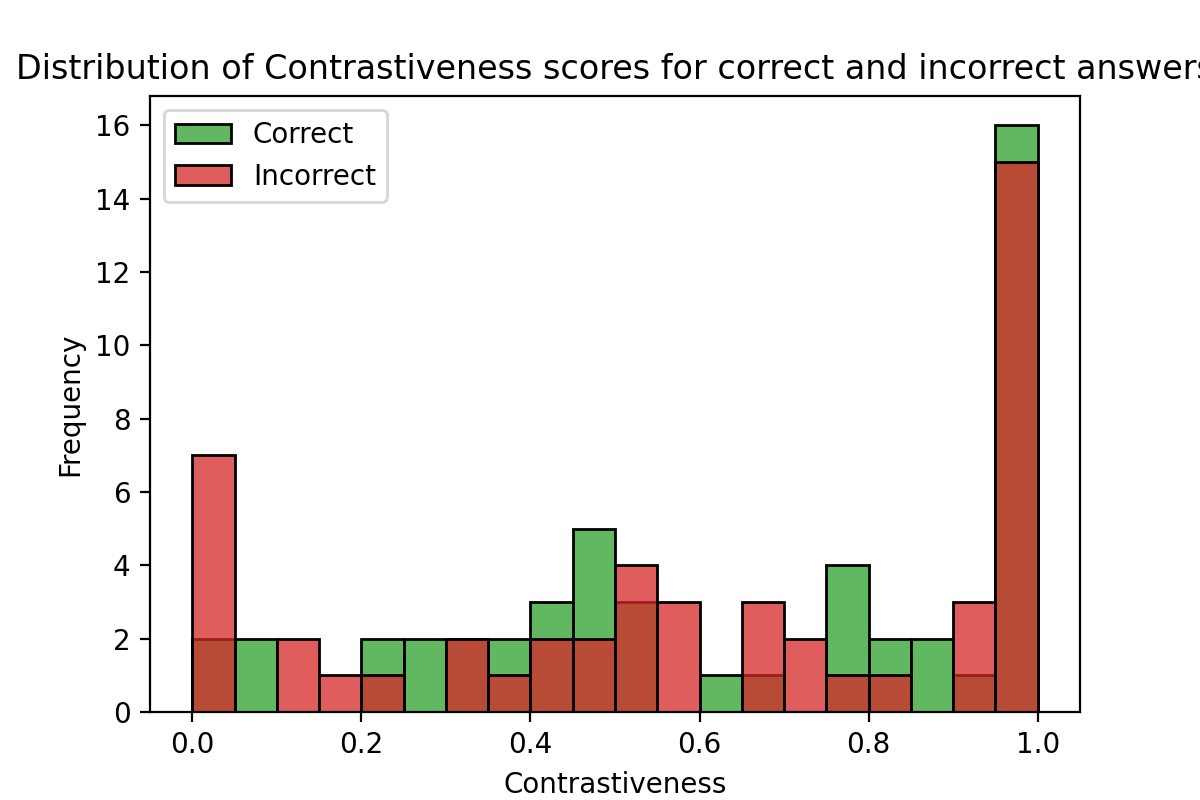 Distribution of Contrastiveness scores for correct and incorrect answers
Correct
Incorrect
16
14
12
10
8
6
4
2
0
Frequency
0.0 0.2 0.4 0.6 0.8 1.0
Contrastiveness